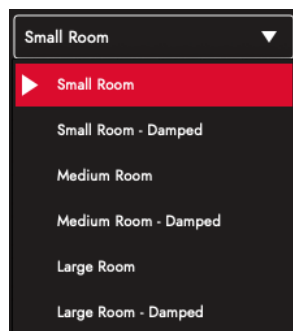 Small Room
Small Room
Small Room - Damped
Medium Room
Medium Room - Damped
Large Room
Large Room - Damped